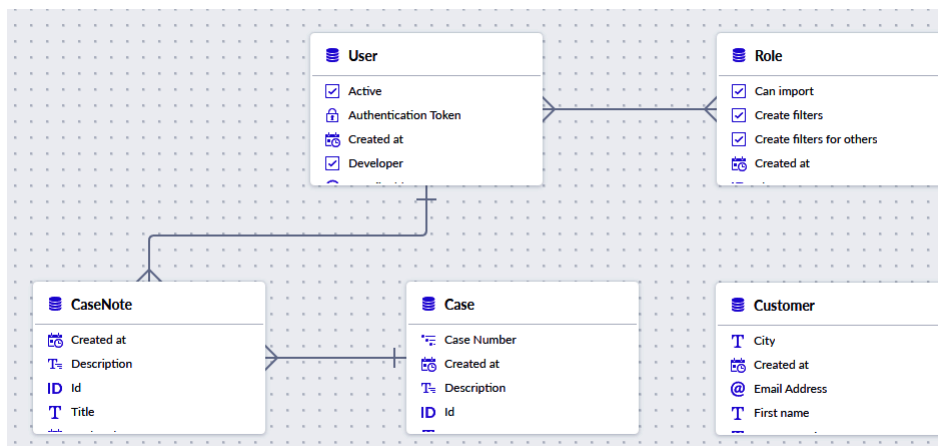 User
Active
Authentication Token
Created at
Developer
Role
Can import
Create filters
Create filters for others
Created at
CaseNote
Created at
Description
ID Id
Title
Case
Case Number
Created at
Description
ID Id
Customer
City
Created at
Email Address
First name